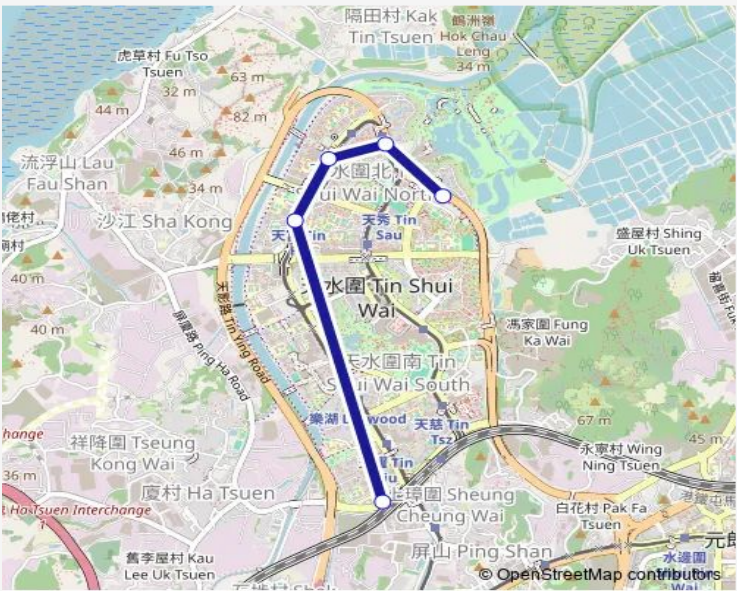 隔田村 Kak
Tin Tsuen
鶴洲嶺
Hok Chau
Leng
34 m
虎草村 Fu Tso
Tsuen
63 m
32 m
44 m
82 m
46 m
流浮山 Lau
Fau Shan
34 m
沙江 Sha Kong
水圍北
ui Wai North
天秀 Tin
Sau
盛屋村 Shing
Uk Tsuen
40 m
水圍 Tin Shui
Wai
天影路 Tin Ying Road
屏廈路 Ping Ha Road
40 m
馮家圍 Fung
Ka Wai
天水圍南 Tin
Shui Wai South
樂湖
wood
天慈 Tin
Tsz
67 m
45 m
祥降圍 Tseung
Kong Wai
永寧村 Wing
Ning Tsuen
36 m
廈村 Ha Tsuen
上璋圍 Sheung
Cheung Wai
Ha Tsuen Interchange
白花村 Pak Fa
Tsuen
屏山 Ping Shan
舊李屋村 Kau
Lee Uk Tsuen
水邊圍
© OpenStreetMap contributors